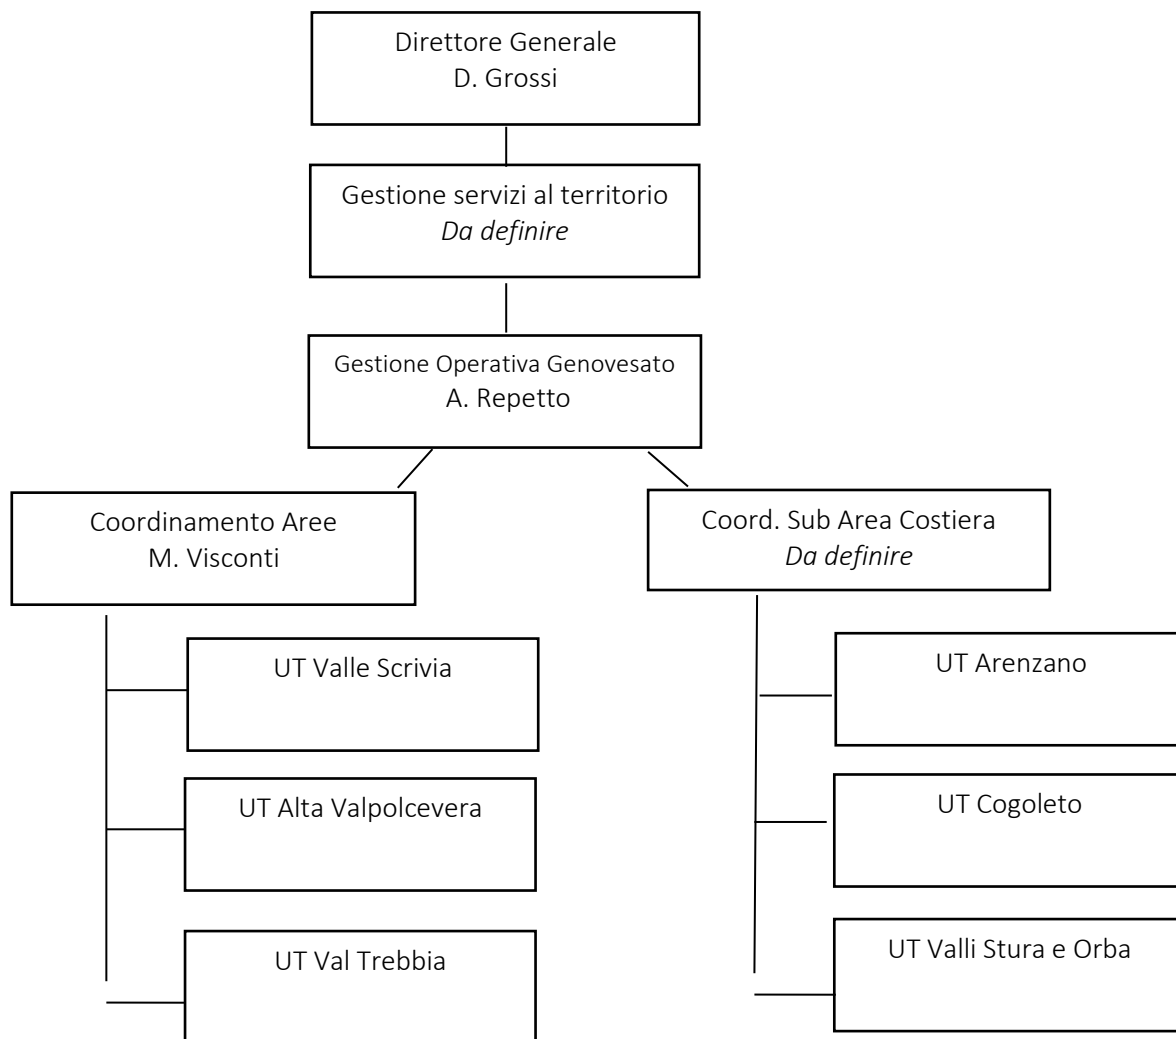 Direttore Generale
D. Grossi
Gestione servizi al territorio
Da definire
Gestione Operativa Genovesato
A. Repetto
Coordinamento Aree
M. Visconti
Coord. Sub Area Costiera
Da definire
UT Valle Scrivia
UT Alta Valpolcevera
UT Val Trebbia
UT Arenzano
UT Cogoleto
UT Valli Stura e Orba